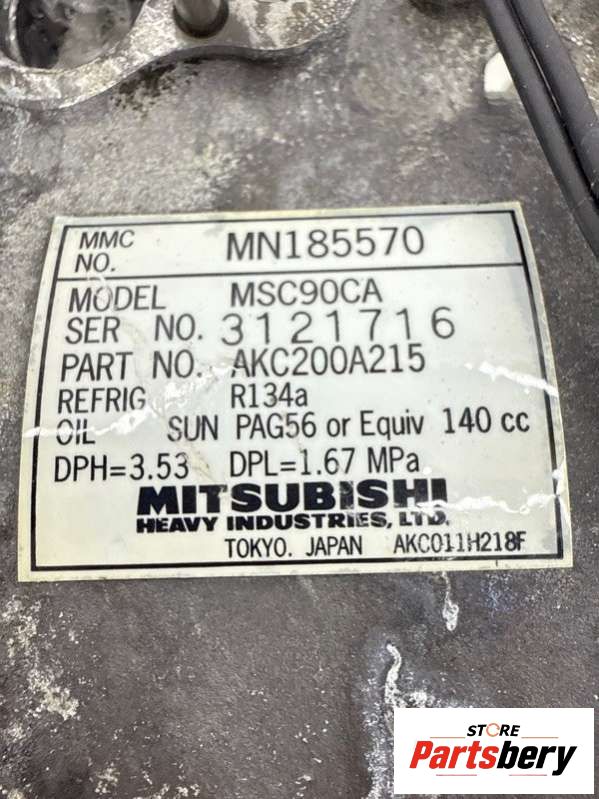 MMC NO. MN185570
MODEL MSC90CA
SER NO. 3121716
PART NO. AKC200A215
REFRIG R134a
OIL SUN PAG56 or Equiv 140 cc
DPH=3.53 DPL=1.67 MPa
MITSUBISHI
HEAVY INDUSTRIES, LTD.
TOKYO. JAPAN AKC011H218F
STORE
Partsbery